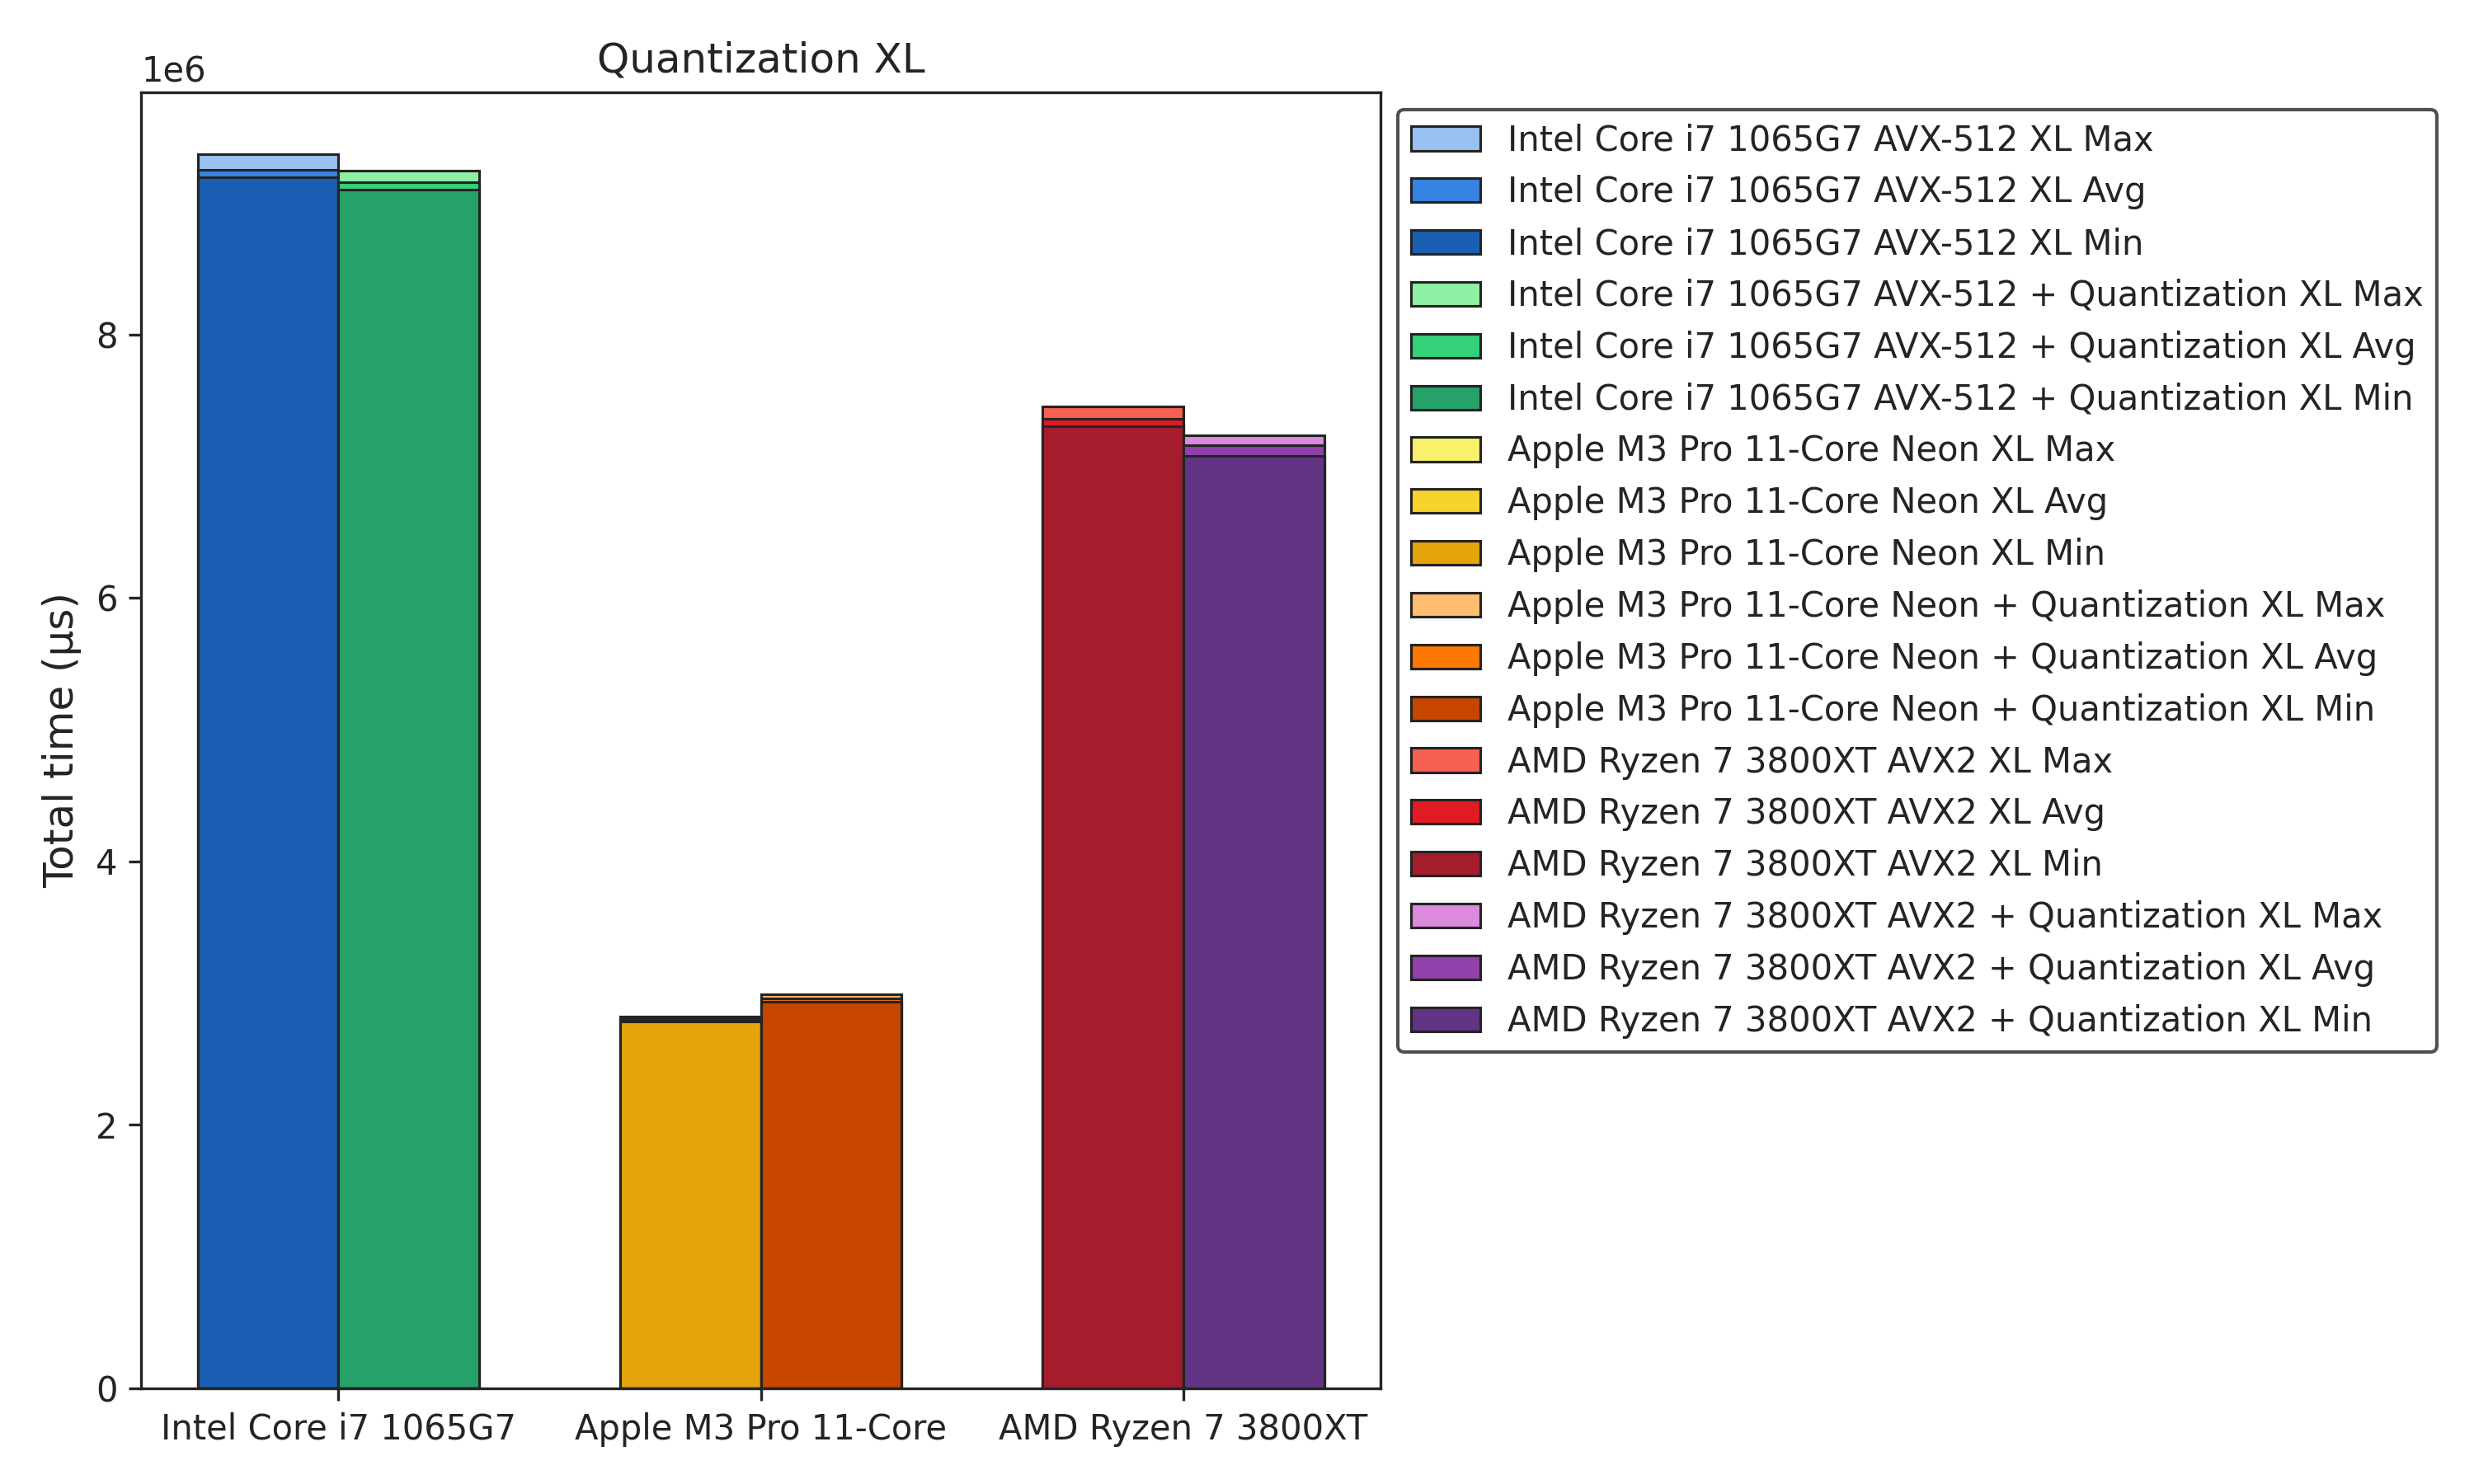 Quantization XL
1e6
8
6
4
2
0
Total time (µs)
Intel Core i7 1065G7
Apple M3 Pro 11-Core
AMD Ryzen 7 3800XT
Intel Core i7 1065G7 AVX-512 XL Max
Intel Core i7 1065G7 AVX-512 XL Avg
Intel Core i7 1065G7 AVX-512 XL Min
Intel Core i7 1065G7 AVX-512 + Quantization XL Max
Intel Core i7 1065G7 AVX-512 + Quantization XL Avg
Intel Core i7 1065G7 AVX-512 + Quantization XL Min
Apple M3 Pro 11-Core Neon XL Max
Apple M3 Pro 11-Core Neon XL Avg
Apple M3 Pro 11-Core Neon XL Min
Apple M3 Pro 11-Core Neon + Quantization XL Max
Apple M3 Pro 11-Core Neon + Quantization XL Avg
Apple M3 Pro 11-Core Neon + Quantization XL Min
AMD Ryzen 7 3800XT AVX2 XL Max
AMD Ryzen 7 3800XT AVX2 XL Avg
AMD Ryzen 7 3800XT AVX2 XL Min
AMD Ryzen 7 3800XT AVX2 + Quantization XL Max
AMD Ryzen 7 3800XT AVX2 + Quantization XL Avg
AMD Ryzen 7 3800XT AVX2 + Quantization XL Min